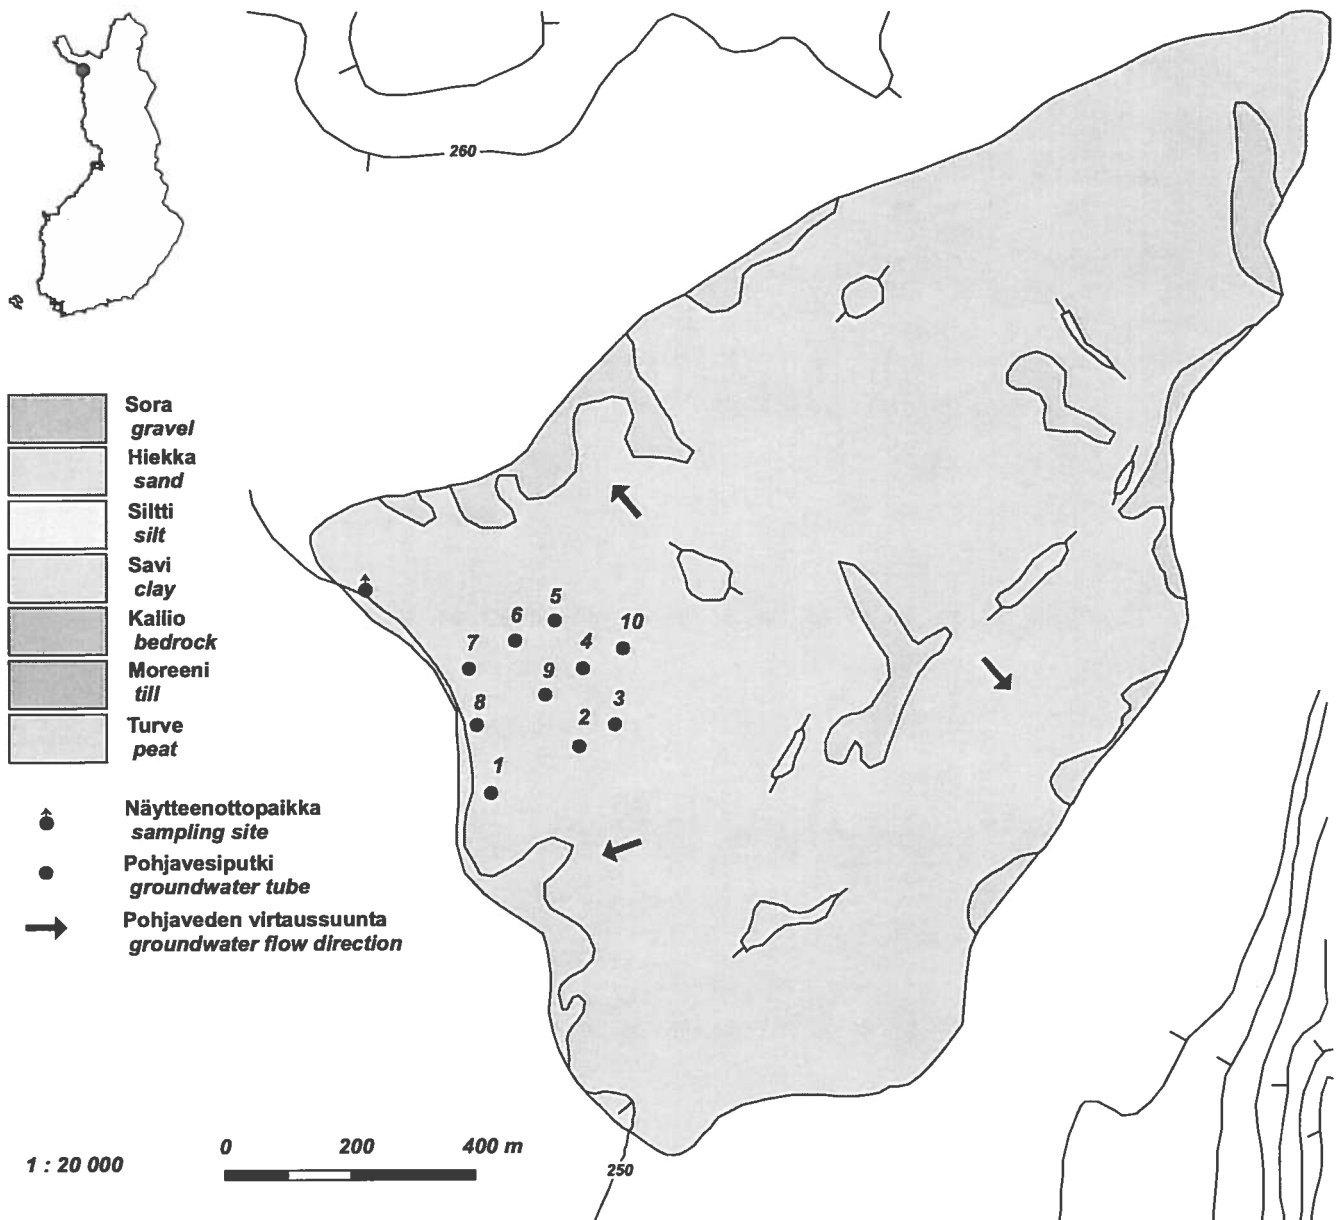 260
Sora
gravel
Hiekka
sand
Siltti
silt
Savi
clay
Kallio
bedrock
Moreeni
till
Turve
peat
Näytteenottopaikka
sampling site
Pohjavesiputki
groundwater tube
Pohjaveden virtaussuunta
groundwater flow direction
5
6
10
7
4
9
8
3
2
1
0 200 400 m
1 : 20 000
250